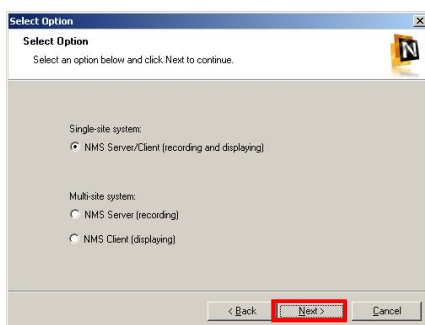 Select Option
Select Option
Select an option below and click Next to continue.
N
Single-site system:
NMS Server/Client (recording and displaying)
Multi-site system:
NMS Server (recording)
NMS Client (displaying)
< Back Next > Cancel